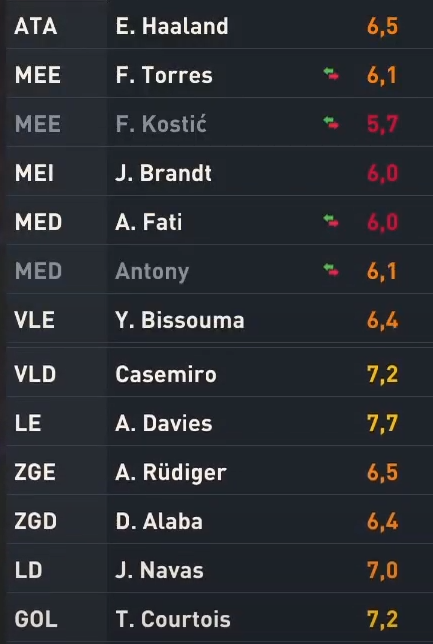 ATA E. Haaland 6,5
MEE F. Torres 6,1
MEE F. Kostić 5,7
MEI J. Brandt 6,0
MED A. Fati 6,0
MED Antony 6,1
VLE Y. Bissouma 6,4
VLD Casemiro 7,2
LE A. Davies 7,7
ZGE A. Rüdiger 6,5
ZGD D. Alaba 6,4
LD J. Navas 7,0
GOL T. Courtois 7,2